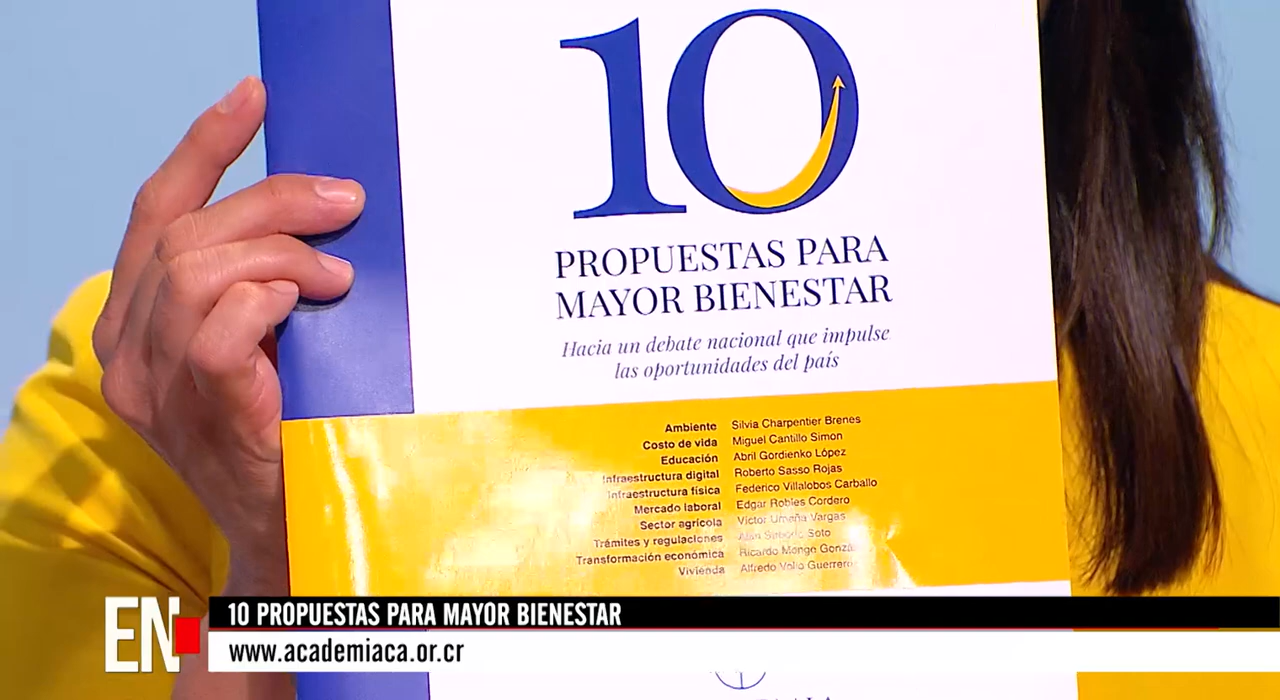 10
PROPUESTAS PARA
MAYOR BIENESTAR
Hacia un debate nacional que impulse
las oportunidades del país
Ambiente Silvia Charpentier Brenes
Costo de vida Miguel Cantillo Simon
Educación Abril Gordienko López
Infraestructura digital Roberto Sasso Rojas
Infraestructura física Federico Villalobos Carballo
Mercado laboral Edgar Robles Cordero
Sector agrícola Víctor Umaña Vargas
Trámites y regulaciones Soto
Transformación económica Ricardo Monge
Vivienda Alfredo Volio Guerrero
EN
10 PROPUESTAS PARA MAYOR BIENESTAR
www.academiaca.or.cr